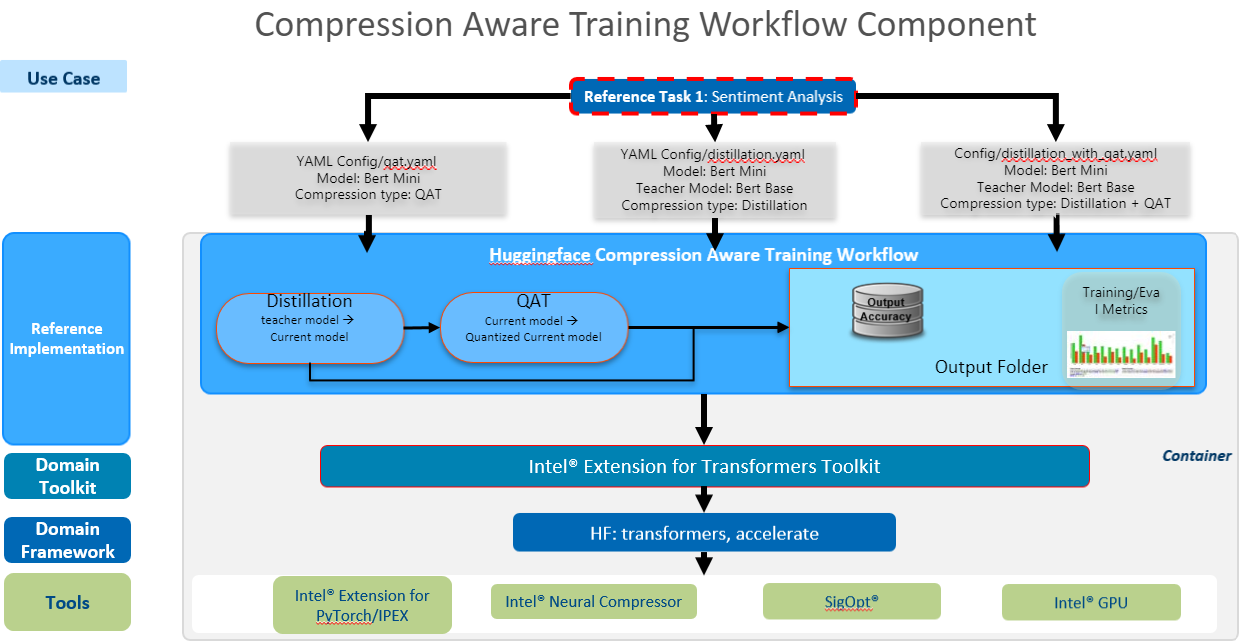 Compression Aware Training Workflow Component
Use Case
Reference Task 1: Sentiment Analysis
YAML Config/qat.yaml
Model: Bert Mini
Compression type: QAT
YAML Config/distillation.yaml
Model: Bert Mini
Teacher Model: Bert Base
Compression type: Distillation
Config/distillation_with_qat.yaml
Model: Bert Mini
Teacher Model: Bert Base
Compression type: Distillation + QAT
Reference
Implementation
Huggingface Compression Aware Training Workflow
Distillation
teacher model →
Current model
QAT
Current model →
Quantized Current model
Output
Accuracy
Output Folder
Training/Eva
l Metrics
Domain
Toolkit
Intel® Extension for Transformers Toolkit
Container
Domain
Framework
HF: transformers, accelerate
Tools
Intel® Extension for
PyTorch/IPEX
Intel® Neural Compressor
SigOpt®
Intel® GPU